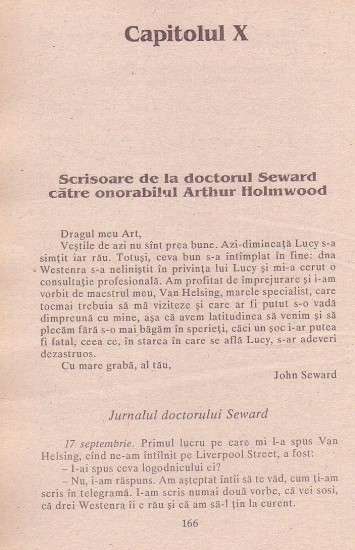 Capitolul X
Scrisoare de la doctorul Seward
către onorabilul Arthur Holmwood
Dragul meu Art,
Veştile de azi nu sînt prea bune. Azi-dimineaţă Lucy s-a
simţit iar rău. Totuşi, ceva bun s-a întîmplat în fine: dna
Westenra s-a neliniştit în privinţa lui Lucy şi mi-a cerut o
consultaţie profesională. Am profitat de împrejurare şi i-am
vorbit de maestrul meu, Van Helsing, marele specialist, care
tocmai trebuia să mă viziteze şi care ar fi putut s-o vadă
dimpreună cu mine, aşa că avem latitudinea să venim şi să
plecăm fără s-o mai băgăm în sperieţi, căci un şoc i-ar putea
fi fatal, ceea ce, în starea în care se află Lucy, s-ar adeveri
dezastruos.
Cu mare grabă, al tău,
John Seward
Jurnalul doctorului Seward
17 septembrie. Primul lucru pe care mi l-a spus Van
Helsing, cînd ne-am întîlnit pe Liverpool Street, a fost:
– I-ai spus ceva logodnicului ei?
– Nu, i-am răspuns. Am aşteptat întîi să te văd, cum ţi-am
scris în telegramă. I-am scris numai două vorbe, că vei sosi,
că drei Westenra îi e rău şi că am să-l ţin la curent.
166